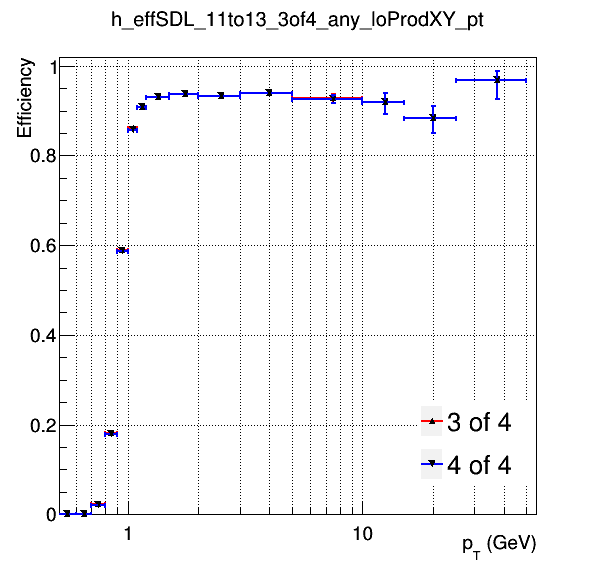 h_effSDL_11to13_3of4_any_loProdXY_pt
Efficiency
1
0.8
0.6
0.4
0.2
0
3 of 4
4 of 4
1
10
p_T (GeV)